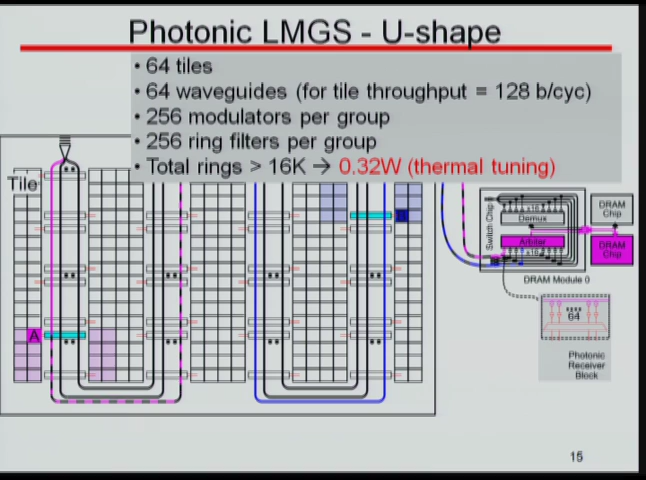 Photonic LMGS - U-shape
• 64 tiles
• 64 waveguides (for tile throughput = 128 b/cyc)
• 256 modulators per group
• 256 ring filters per group
• Total rings > 16K → 0.32W (thermal tuning)
Tile
A
B
Switch Chip
x16
Demux
Arbiter
x16
DRAM
Chip
DRAM
Chip
DRAM Module 0
64
Photonic
Receiver
Block
15